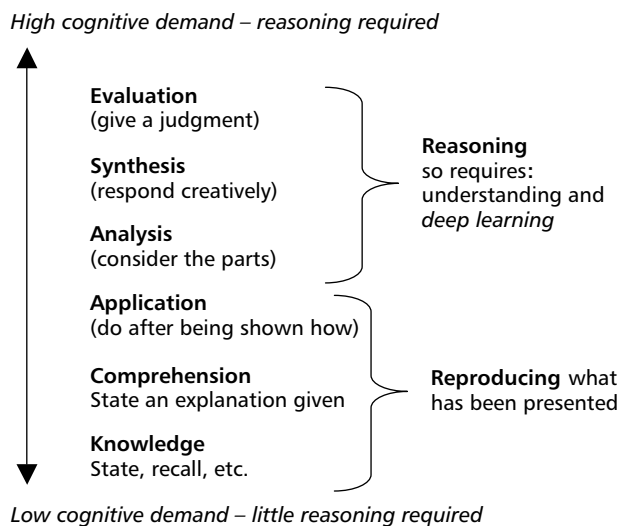 High cognitive demand – reasoning required
Evaluation
(give a judgment)
Synthesis
(respond creatively)
Analysis
(consider the parts)
Reasoning
so requires:
understanding and
deep learning
Application
(do after being shown how)
Comprehension
State an explanation given
Knowledge
State, recall, etc.
Reproducing what
has been presented
Low cognitive demand – little reasoning required